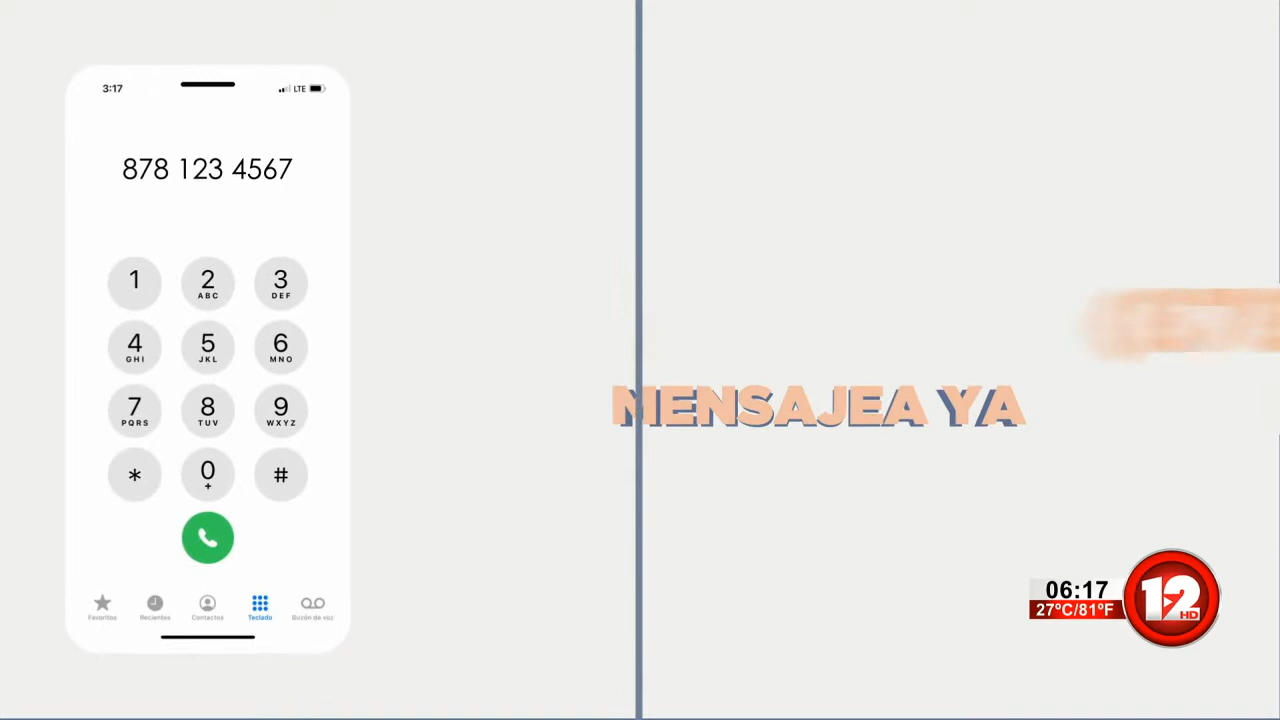 3:17
LTE
878 123 4567
1
2
ABC
3
DEF
4
GHI
5
JKL
6
MNO
7
PQRS
8
TUV
9
WXYZ
*
0
+
#
Favoritos
Recientes
Contactos
Teclado
Buzón de voz
MENSAJEA YA
06:17
27°C/81°F
12
HD